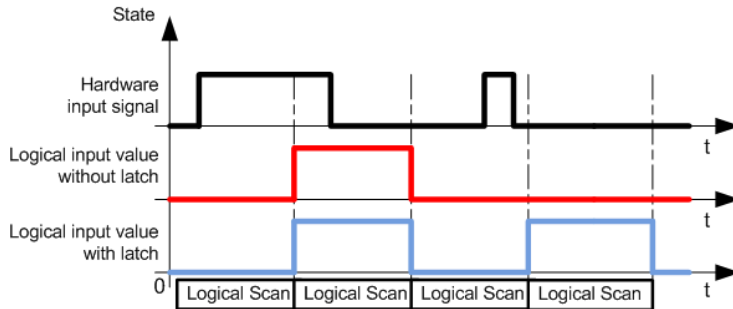 State
Hardware
input signal
t
Logical input value
without latch
t
Logical input value
with latch
0
t
Logical Scan Logical Scan Logical Scan Logical Scan